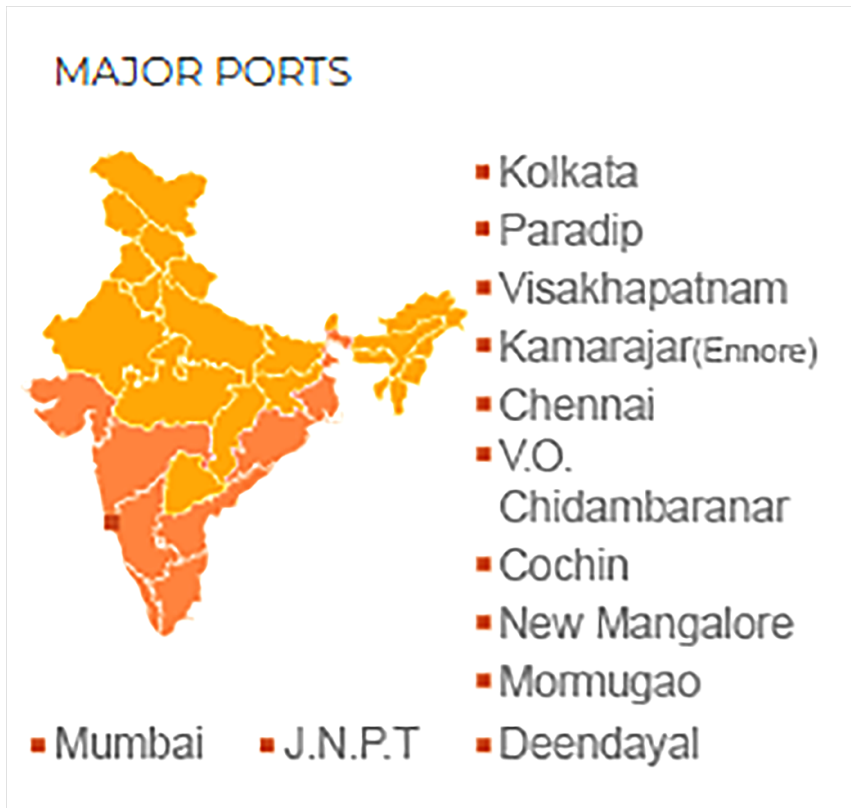 MAJOR PORTS
Kolkata
Paradip
Visakhapatnam
Kamarajar(Ennore)
Chennai
V.O.
Chidambaranar
Cochin
New Mangalore
Mormugao
Mumbai
J.N.P.T
Deendayal